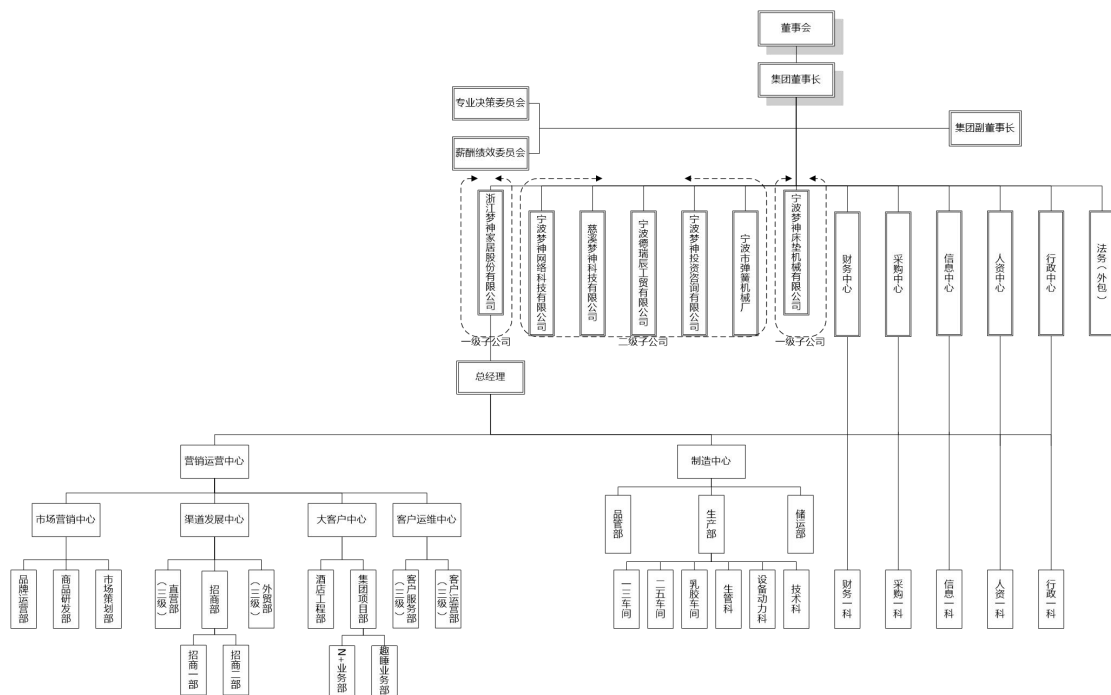 董事会
集团董事长
专业决策委员会
集团副董事长
薪酬绩效委员会
浙江梦神家居股份有限公司
宁波梦神网络科技有限公司
慈溪梦神科技有限公司
宁波德瑞辰工贸有限公司
宁波梦神投资咨询有限公司
宁波市弹簧机械厂
宁波梦神床垫机械有限公司
财务中心
采购中心
信息中心
人资中心
行政中心
法务（外包）
一级子公司
二级子公司
一级子公司
总经理
营销运营中心
制造中心
市场营销中心
渠道发展中心
大客户中心
客户运维中心
品管部
生产部
储运部
品牌运营部
商品研发部
市场策划部
直营部（三级）
招商部
外贸部（三级）
酒店工程部
集团项目部
客户服务部（三级）
客户运营部（三级）
一三车间
二五车间
乳胶车间
生管科
设备动力科
技术科
财务一科
采购一科
信息一科
人资一科
行政一科
招商一部
招商二部
N+业务部
趣睡业务部